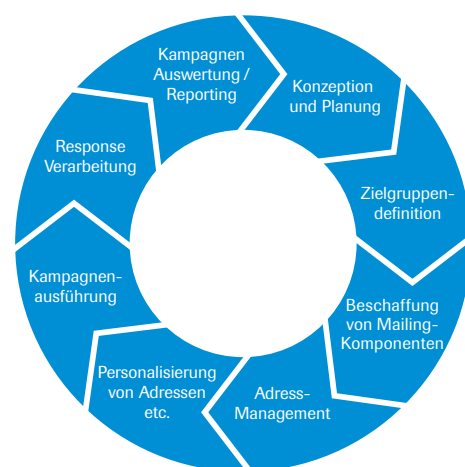 Kampagnen
Auswertung /
Reporting
Konzeption
und Planung
Zielgruppen-
definition
Beschaffung
von Mailing-
Komponenten
Adress-
Management
Personalisierung
von Adressen
etc.
Kampagnen-
ausführung
Response
Verarbeitung